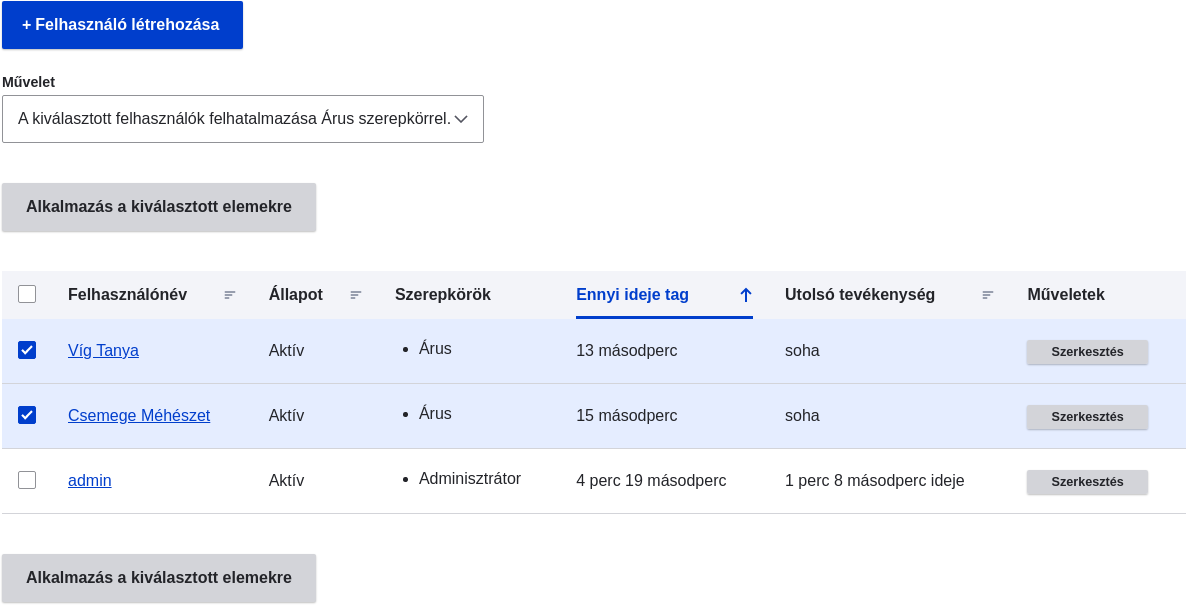 + Felhasználó létrehozása
Művelet
A kiválasztott felhasználók felhatalmazása Árus szerepkörrel.
Alkalmazás a kiválasztott elemekre
Felhasználónév Állapot Szerepkörök Ennyi ideje tag Utolsó tevékenység Műveletek
Víg Tanya Aktív • Árus 13 másodperc soha Szerkesztés
Csemege Méhészet Aktív • Árus 15 másodperc soha Szerkesztés
admin Aktív • Adminisztrátor 4 perc 19 másodperc 1 perc 8 másodperc ideje Szerkesztés
Alkalmazás a kiválasztott elemekre